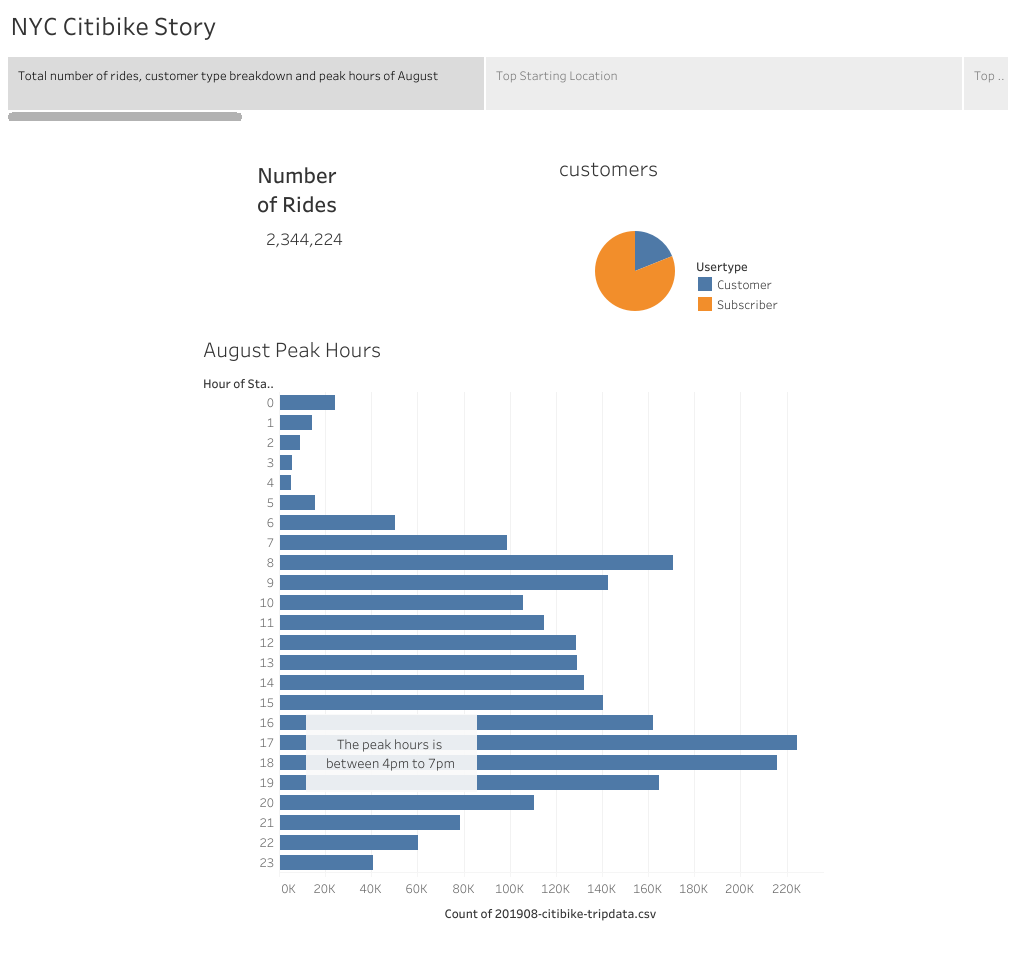 NYC Citibike Story
Total number of rides, customer type breakdown and peak hours of August
Top Starting Location
Top ..
Number
of Rides
2,344,224
customers
Usertype
Customer
Subscriber
August Peak Hours
Hour of Sta..
0
1
2
3
4
5
6
7
8
9
10
11
12
13
14
15
16
17
18
19
20
21
22
23
The peak hours is
between 4pm to 7pm
0K 20K 40K 60K 80K 100K 120K 140K 160K 180K 200K 220K
Count of 201908-citibike-tripdata.csv